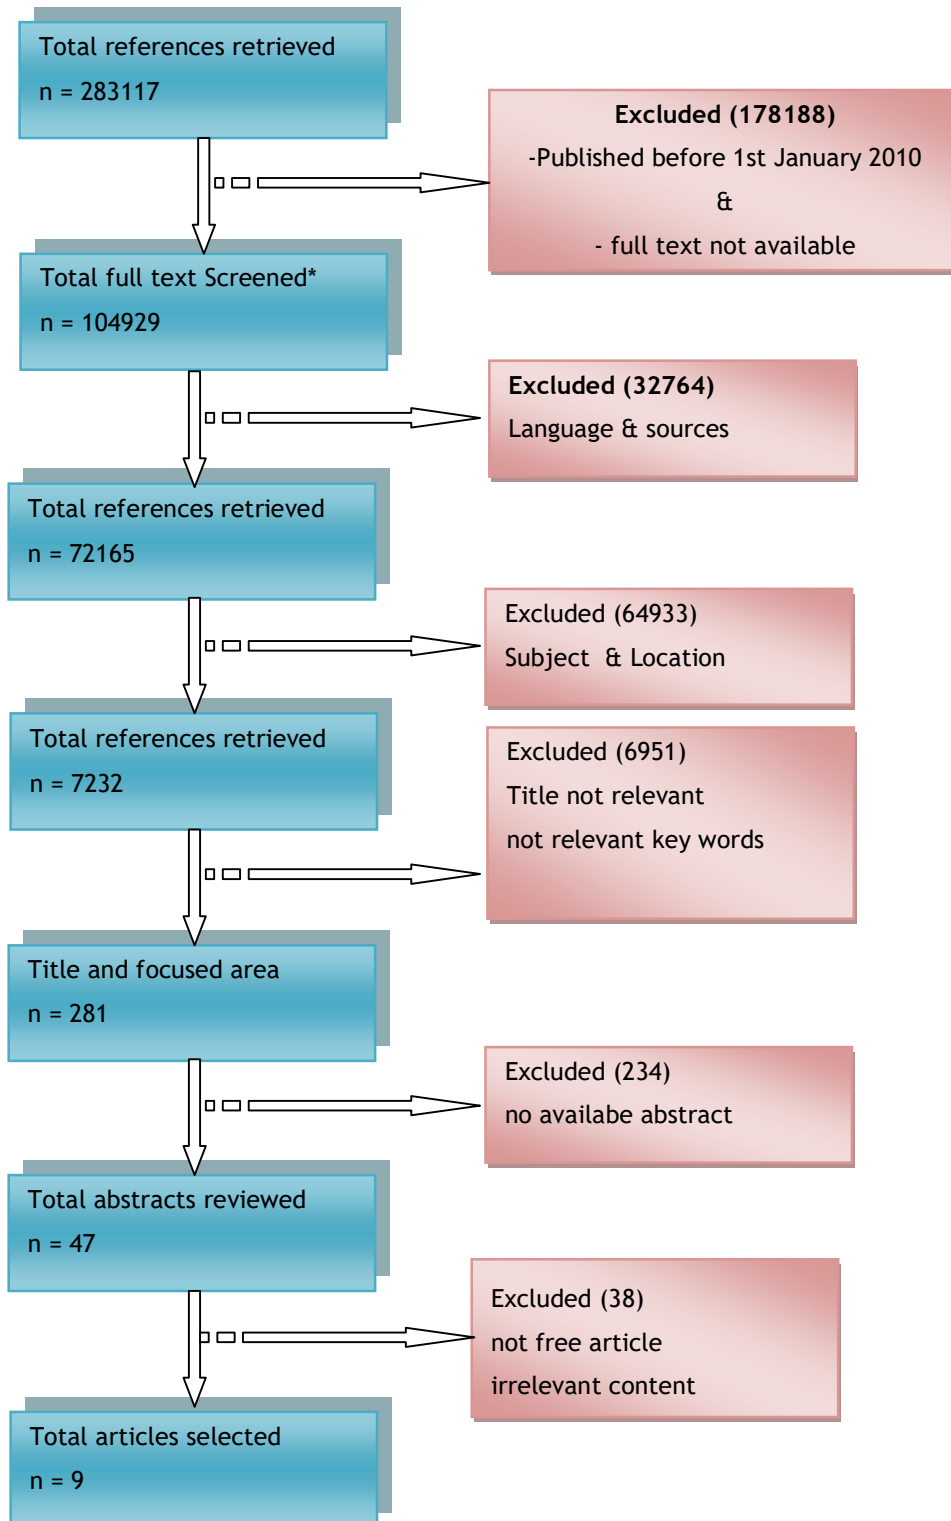 Total references retrieved
n = 283117
Excluded (178188)
-Published before 1st January 2010
&
- full text not available
Total full text Screened*
n = 104929
Excluded (32764)
Language & sources
Total references retrieved
n = 72165
Excluded (64933)
Subject & Location
Total references retrieved
n = 7232
Excluded (6951)
Title not relevant
not relevant key words
Title and focused area
n = 281
Excluded (234)
no availabe abstract
Total abstracts reviewed
n = 47
Excluded (38)
not free article
irrelevant content
Total articles selected
n = 9